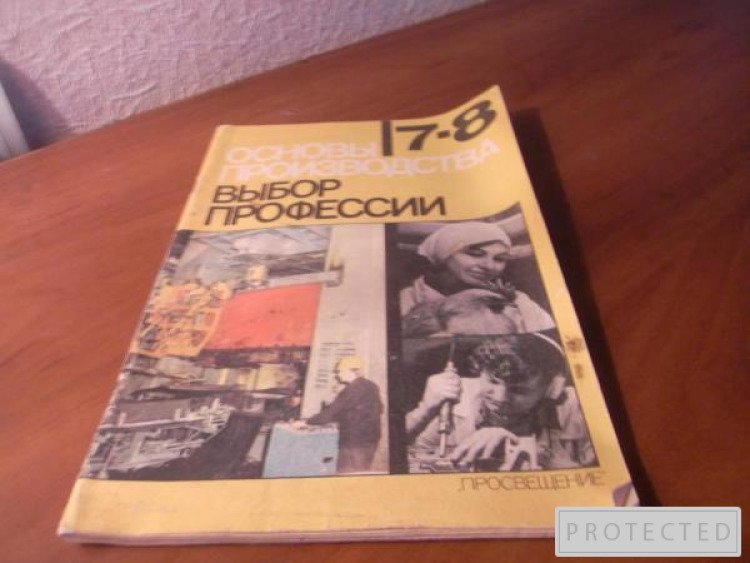 7-8
ОСНОВЫ
ПРОИЗВОДСТВА
ВЫБОР
ПРОФЕССИИ
„ПРОСВЕЩЕНИЕ“
PROTECTED